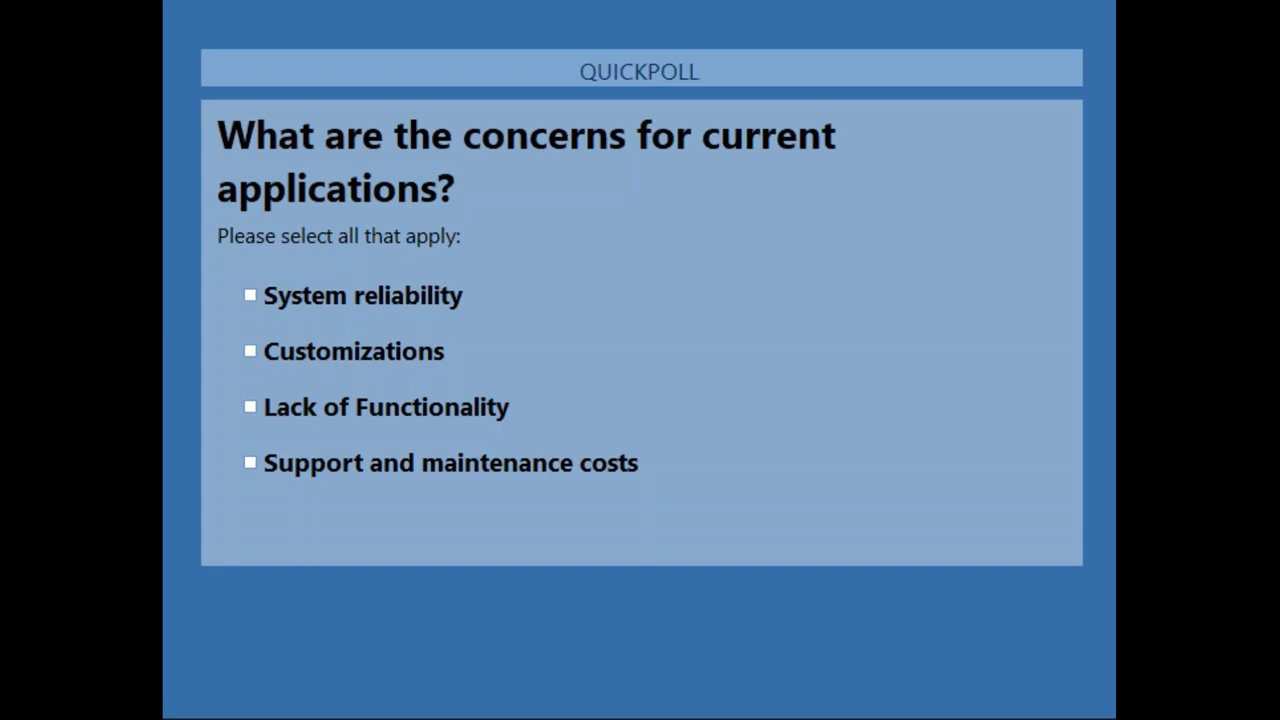 QUICKPOLL
What are the concerns for current
applications?
Please select all that apply:
System reliability
Customizations
Lack of Functionality
Support and maintenance costs